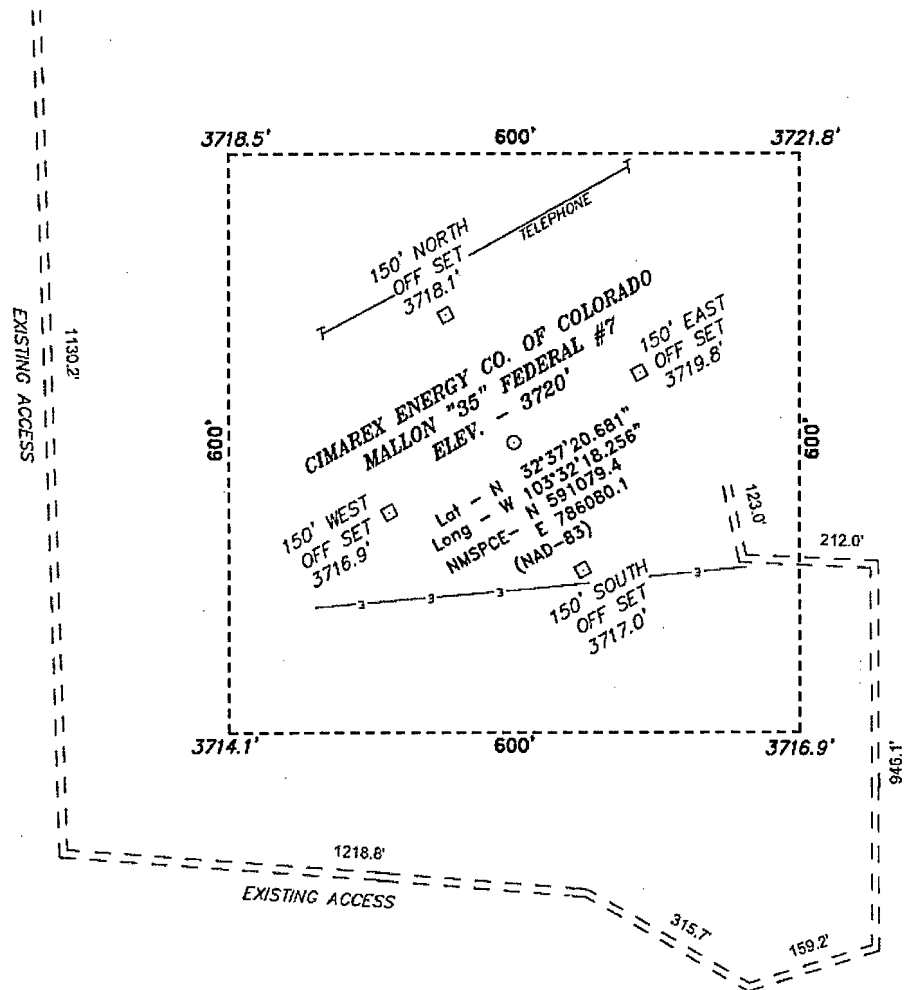 3718.5'
600'
3721.8'
TELEPHONE
150' NORTH
OFF SET
3718.1'
EXISTING ACCESS
1130.2'
600'
CIMAREX ENERGY CO. OF COLORADO
MALLON "35" FEDERAL #7
ELEV. - 3720'
150' EAST
OFF SET
3719.8'
600'
Lat - N 32°37'20.681"
Long - W 103°32'18.256"
NMSPCE- N 591079.4
E 786080.1
(NAD-83)
150' WEST
OFF SET
3716.9'
123.0'
212.0'
150' SOUTH
OFF SET
3717.0'
3714.1'
600'
3716.9'
946.1'
1218.8'
EXISTING ACCESS
315.7'
159.2'